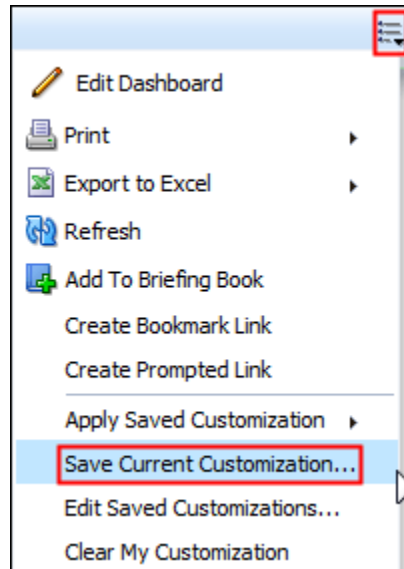 Edit Dashboard
Print
Export to Excel
Refresh
Add To Briefing Book
Create Bookmark Link
Create Prompted Link
Apply Saved Customization
Save Current Customization...
Edit Saved Customizations...
Clear My Customization